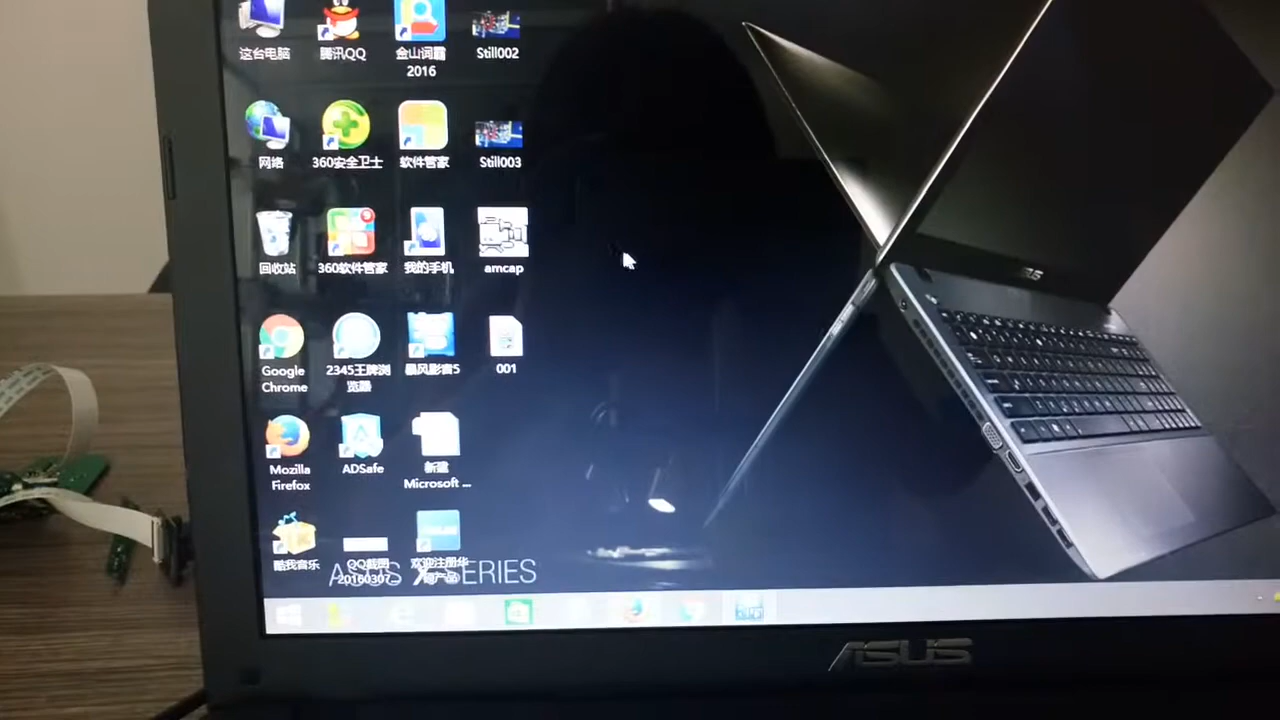 这台电脑
腾讯QQ
金山词霸
2016
Still002
网络
360安全卫士
软件管家
Still003
回收站
360软件管家
我的手机
amcap
Google
Chrome
2345王牌浏
览器
暴风影音5
001
Mozilla
Firefox
ADSafe
新建
Microsoft ...
酷我音乐
QQ截图
20160307...
欢迎注册华
硕产品
ASUS X SERIES
ASUS
ASUS